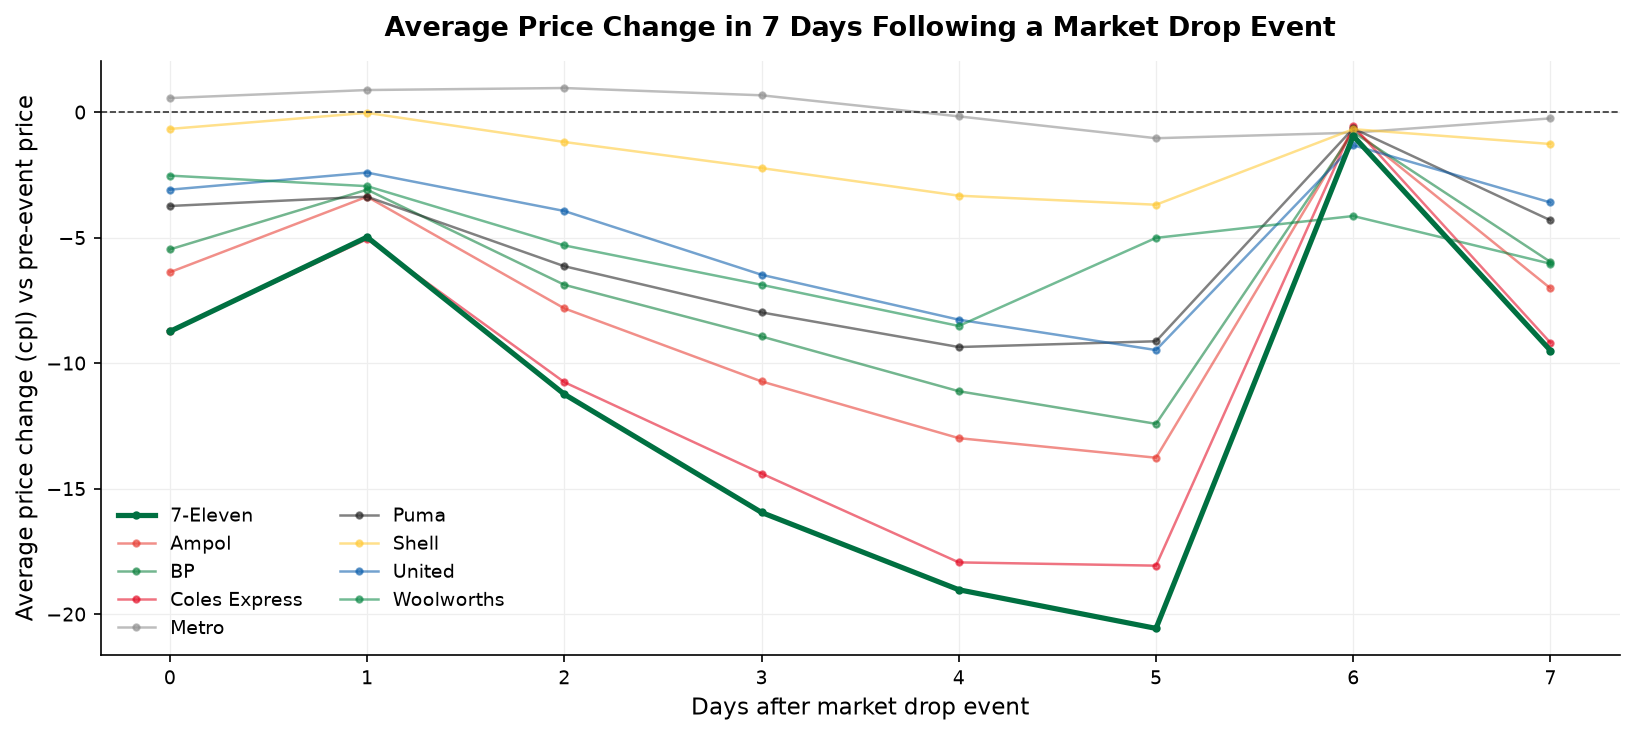 Average Price Change in 7 Days Following a Market Drop Event
Average price change (cpl) vs pre-event price
0
−5
−10
−15
−20
7-Eleven
Ampol
BP
Coles Express
Metro
Puma
Shell
United
Woolworths
0 1 2 3 4 5 6 7
Days after market drop event